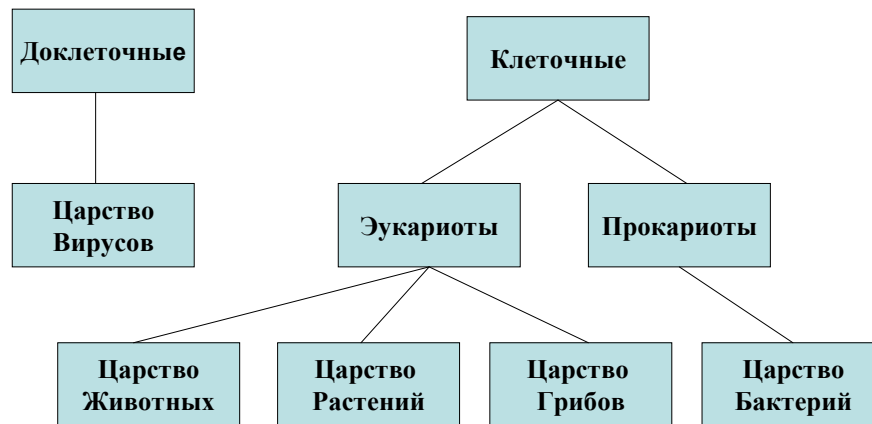 Доклеточные
Клеточные
Царство
Вирусов
Эукариоты
Прокариоты
Царство
Животных
Царство
Растений
Царство
Грибов
Царство
Бактерий